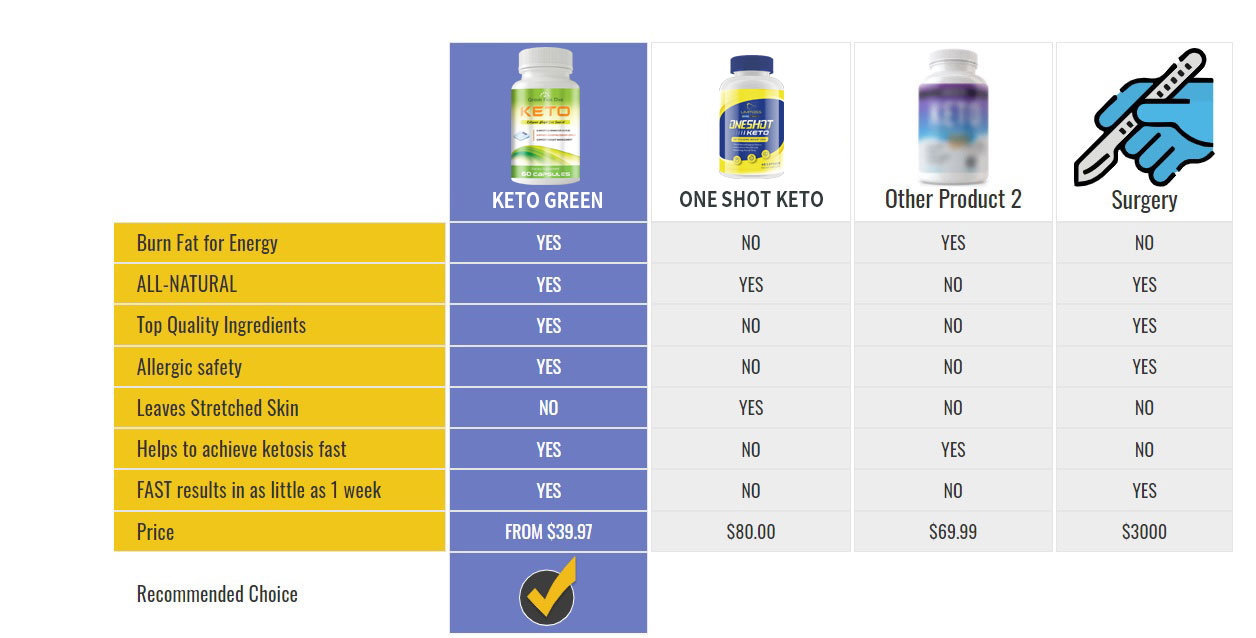 KETO
60 CAPSULES
ONESHOT
KETO
KETO
KETO GREEN
ONE SHOT KETO
Other Product 2
Surgery
Burn Fat for Energy YES NO YES NO
ALL-NATURAL YES YES NO YES
Top Quality Ingredients YES NO NO YES
Allergic safety YES NO NO YES
Leaves Stretched Skin NO YES NO NO
Helps to achieve ketosis fast YES NO YES NO
FAST results in as little as 1 week YES NO NO YES
Price FROM $39.97 $80.00 $69.99 $3000
Recommended Choice